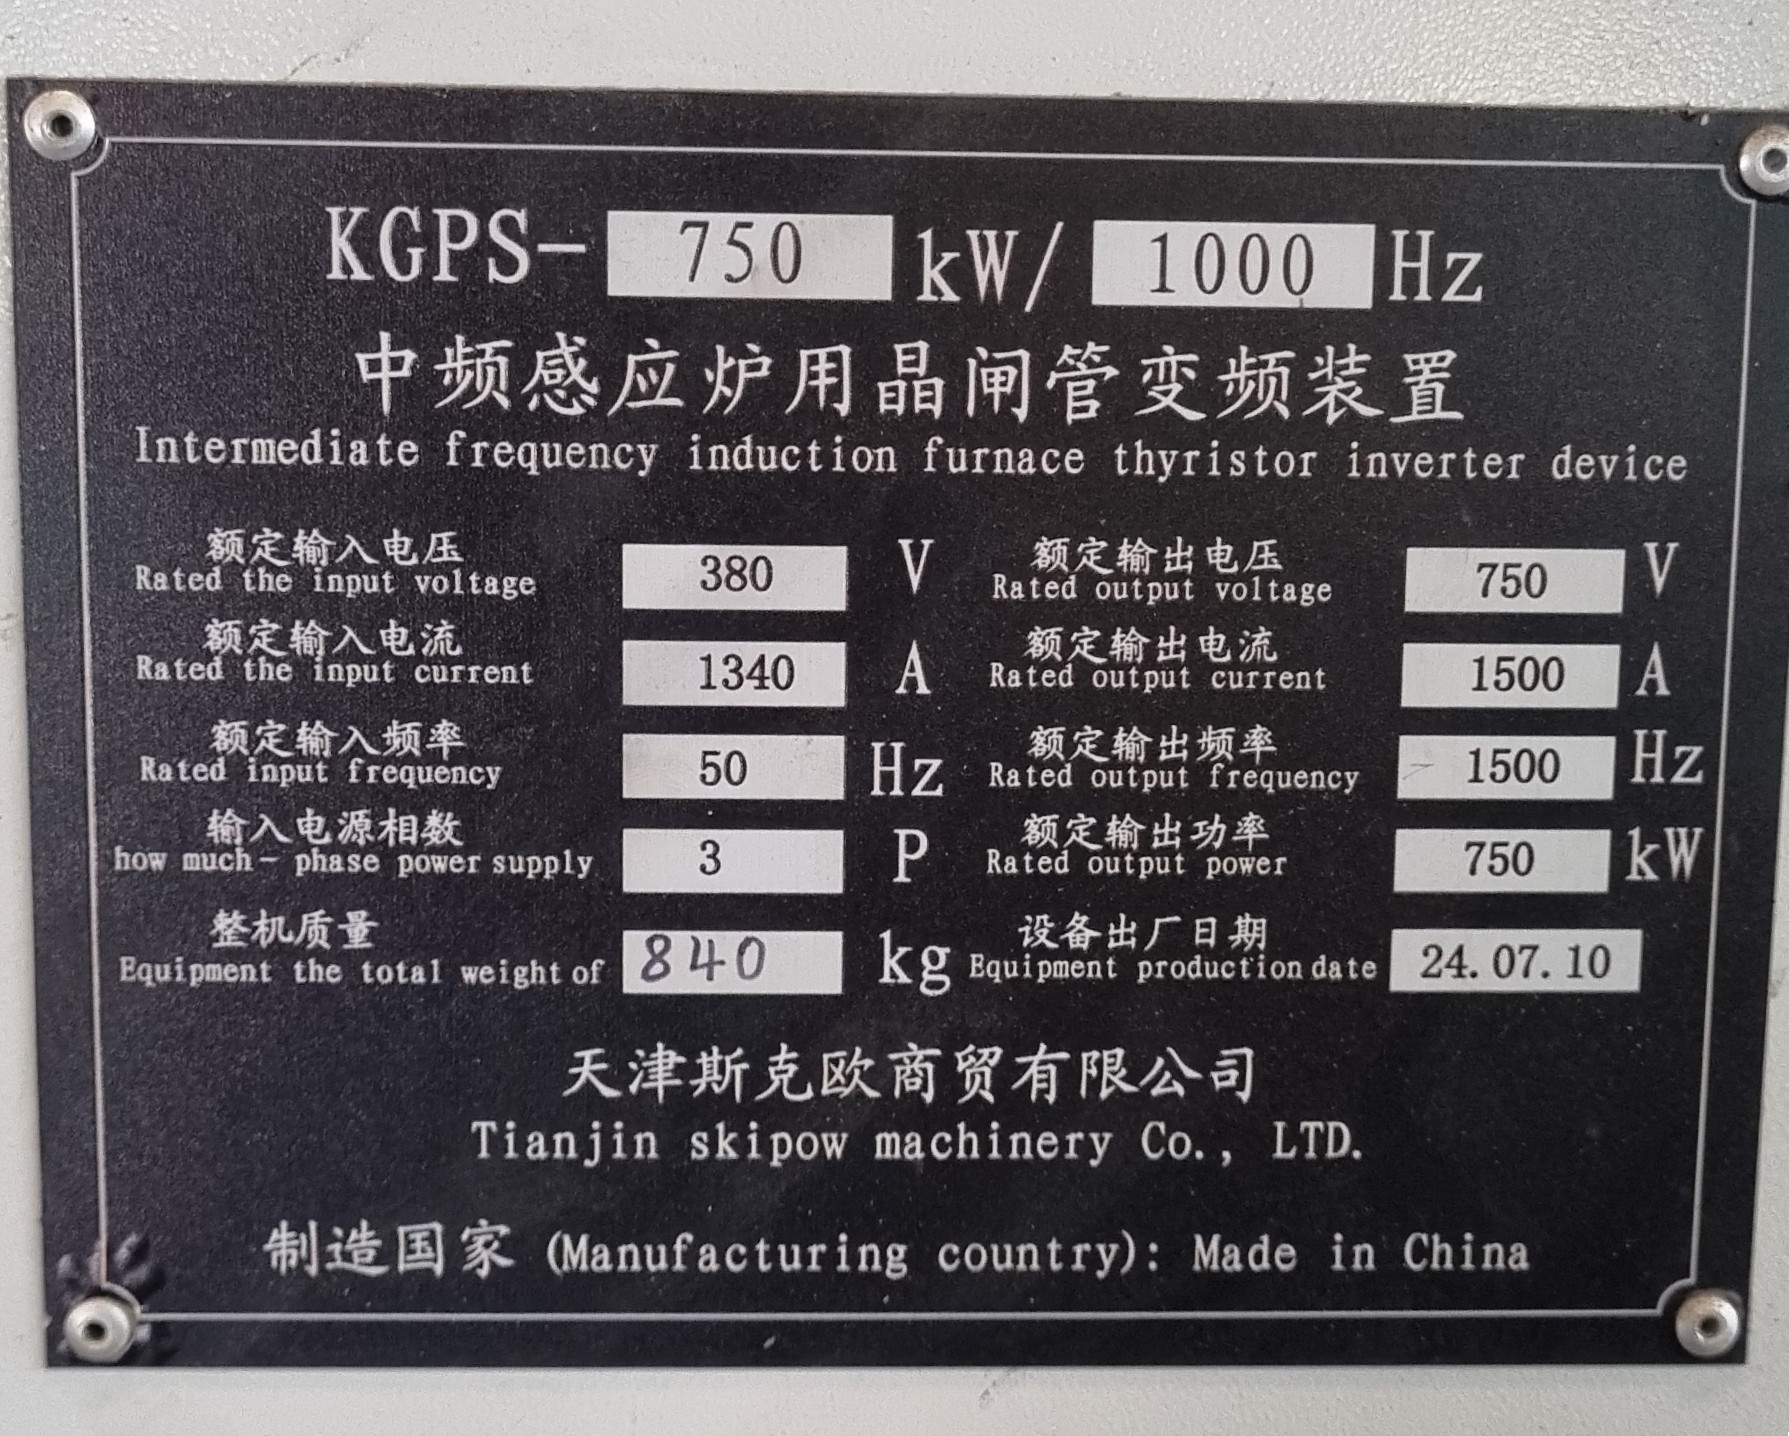 KGPS- 750 kW/ 1000 Hz
中频感应炉用晶闸管变频装置
Intermediate frequency induction furnace thyristor inverter device
额定输入电压 380 V 额定输出电压 750 V
Rated the input voltage Rated output voltage
额定输入电流 1340 A 额定输出电流 1500 A
Rated the input current Rated output current
额定输入频率 50 Hz 额定输出频率 1500 Hz
Rated input frequency Rated output frequency
输入电源相数 3 P 额定输出功率 750 kW
how much- phase power supply Rated output power
整机质量 840 kg 设备出厂日期 24.07.10
Equipment the total weight of Equipment production date
天津斯克欧商贸有限公司
Tianjin skipow machinery Co., LTD.
制造国家 (Manufacturing country): Made in China